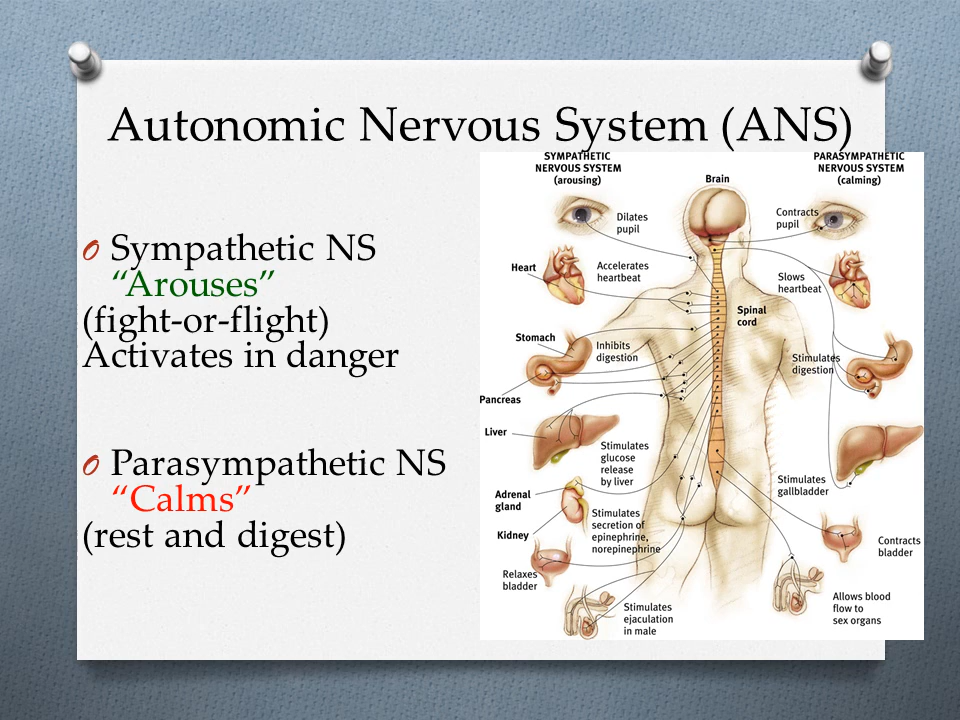 Autonomic Nervous System (ANS)
O Sympathetic NS
“Arouses”
(fight-or-flight)
Activates in danger
O Parasympathetic NS
“Calms”
(rest and digest)
SYMPATHETIC
NERVOUS SYSTEM
(arousing)
Brain
PARASYMPATHETIC
NERVOUS SYSTEM
(calming)
Dilates
pupil
Contracts
pupil
Heart
Accelerates
heartbeat
Slows
heartbeat
Spinal
cord
Stomach
Inhibits
digestion
Stimulates
digestion
Pancreas
Liver
Stimulates
glucose
release
by liver
Stimulates
gallbladder
Adrenal
gland
Kidney
Stimulates
secretion of
epinephrine,
norepinephrine
Contracts
bladder
Relaxes
bladder
Stimulates
ejaculation
in male
Allows blood
flow to
sex organs